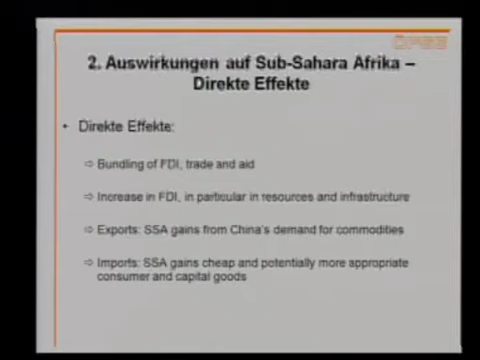 2. Auswirkungen auf Sub-Sahara Afrika –
Direkte Effekte
• Direkte Effekte:
⇨ Bundling of FDI, trade and aid
⇨ Increase in FDI, in particular in resources and infrastructure
⇨ Exports: SSA gains from China's demand for commodities
⇨ Imports: SSA gains cheap and potentially more appropriate
consumer and capital goods